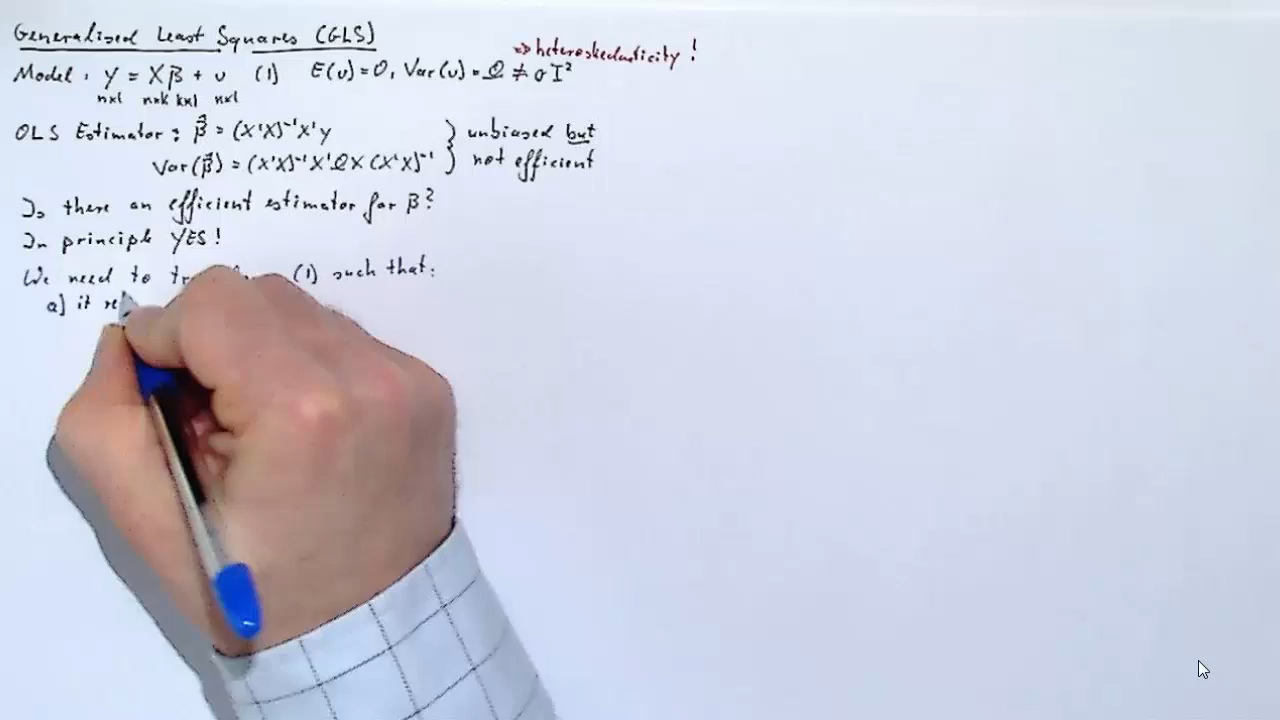 Generalised Least Squares (GLS)
⇒ heteroskedasticity !
Model : y = Xβ + u (1) E(u) = 0, Var(u) = Ω ≠ σI²
n×1 n×k k×1 n×1
OLS Estimator : β̂ = (X'X)⁻¹X'y } unbiased but
Var(β̂) = (X'X)⁻¹X'ΩX(X'X)⁻¹ } not efficient
Is there an efficient estimator for β?
In principle YES!
We need to (1) such that:
a) it